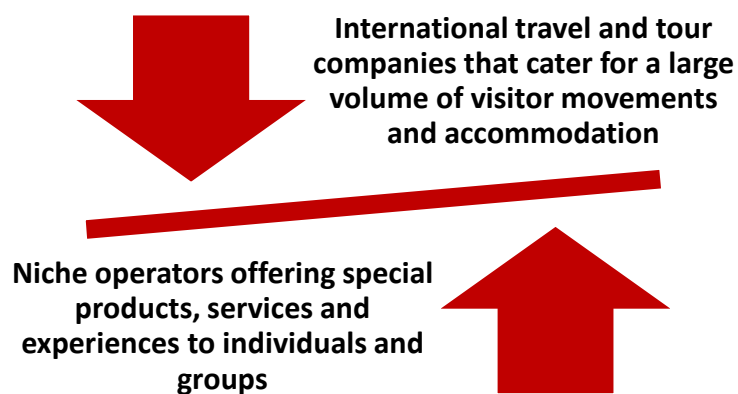 International travel and tour
companies that cater for a large
volume of visitor movements
and accommodation
Niche operators offering special
products, services and
experiences to individuals and
groups